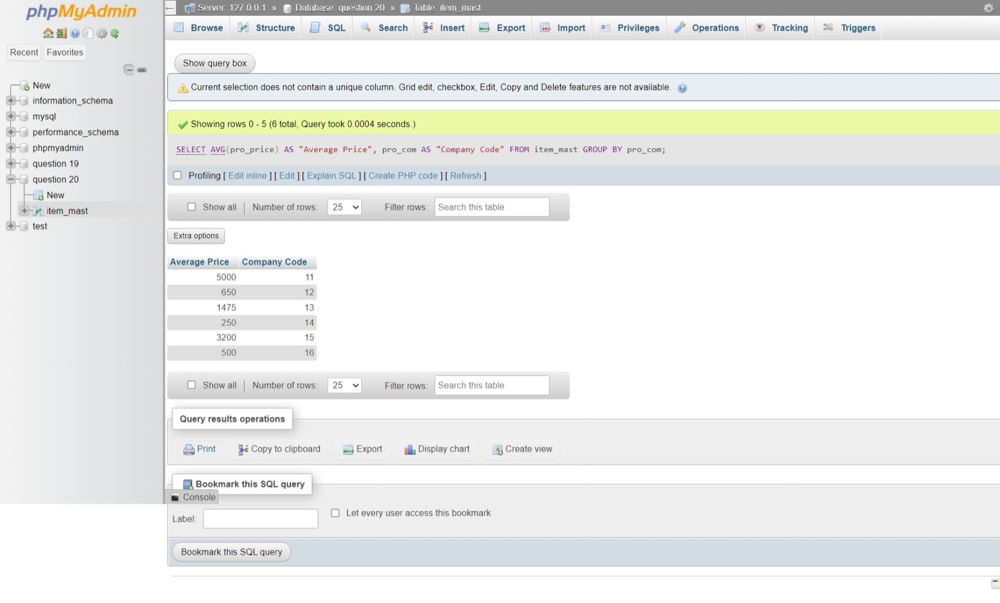 phpMyAdmin
Recent Favorites
New
information_schema
mysql
performance_schema
phpmyadmin
question 19
question 20
New
item_mast
test
Server: 127.0.0.1 » Database: question 20 » Table: item_mast
Browse Structure SQL Search Insert Export Import Privileges Operations Tracking Triggers
Show query box
Current selection does not contain a unique column. Grid edit, checkbox, Edit, Copy and Delete features are not available.
Showing rows 0 - 5 (6 total, Query took 0.0004 seconds.)
SELECT AVG(pro_price) AS "Average Price", pro_com AS "Company Code" FROM item_mast GROUP BY pro_com;
Profiling [ Edit inline ] [ Edit ] [ Explain SQL ] [ Create PHP code ] [ Refresh ]
Show all | Number of rows: 25 Filter rows: Search this table
Extra options
Average Price Company Code
5000 11
650 12
1475 13
250 14
3200 15
500 16
Show all | Number of rows: 25 Filter rows: Search this table
Query results operations
Print Copy to clipboard Export Display chart Create view
Bookmark this SQL query
Console
Label: Let every user access this bookmark
Bookmark this SQL query